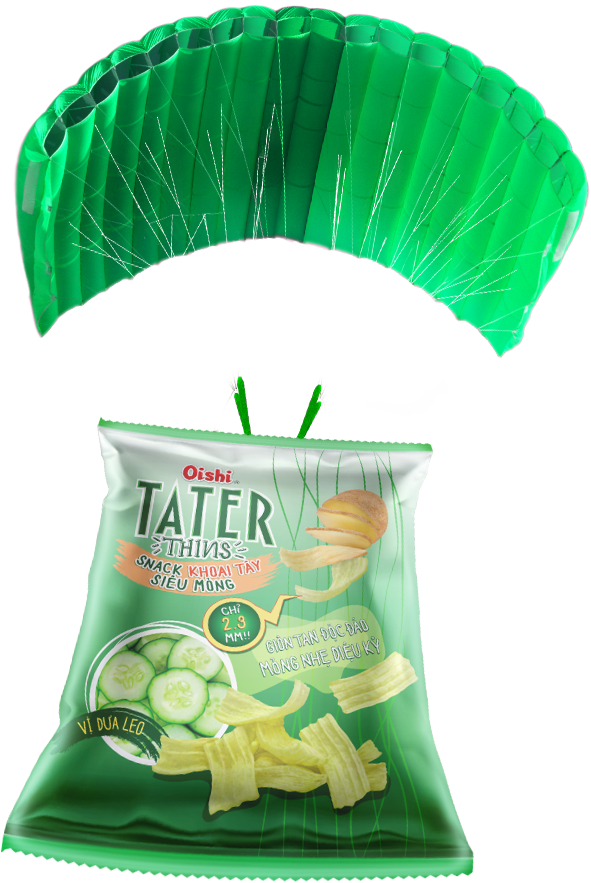 Oishi
TATER
THINS
SNACK KHOAI TÂY
SIÊU MỎNG
CHỈ
2.3
MM!!
GIÒN TAN ĐỘC ĐÁO
MỎNG NHẸ DIỆU KỲ
VỊ DƯA LEO